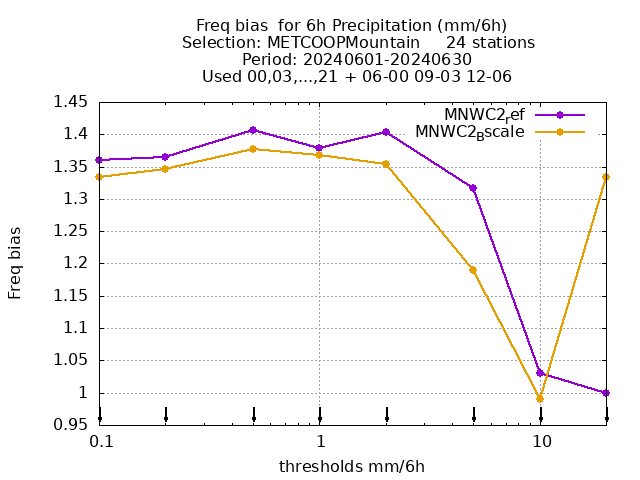 Freq bias  for 6h Precipitation (mm/6h)
Selection: METCOOPMountain     24 stations
Period: 20240601-20240630
Used 00,03,...,21 + 06-00 09-03 12-06
1.45
1.4
1.35
1.3
1.25
1.2
1.15
1.1
1.05
1
0.95
MNWC2ref
MNWC2Bscale
Freq bias
0.1 1 10
thresholds mm/6h